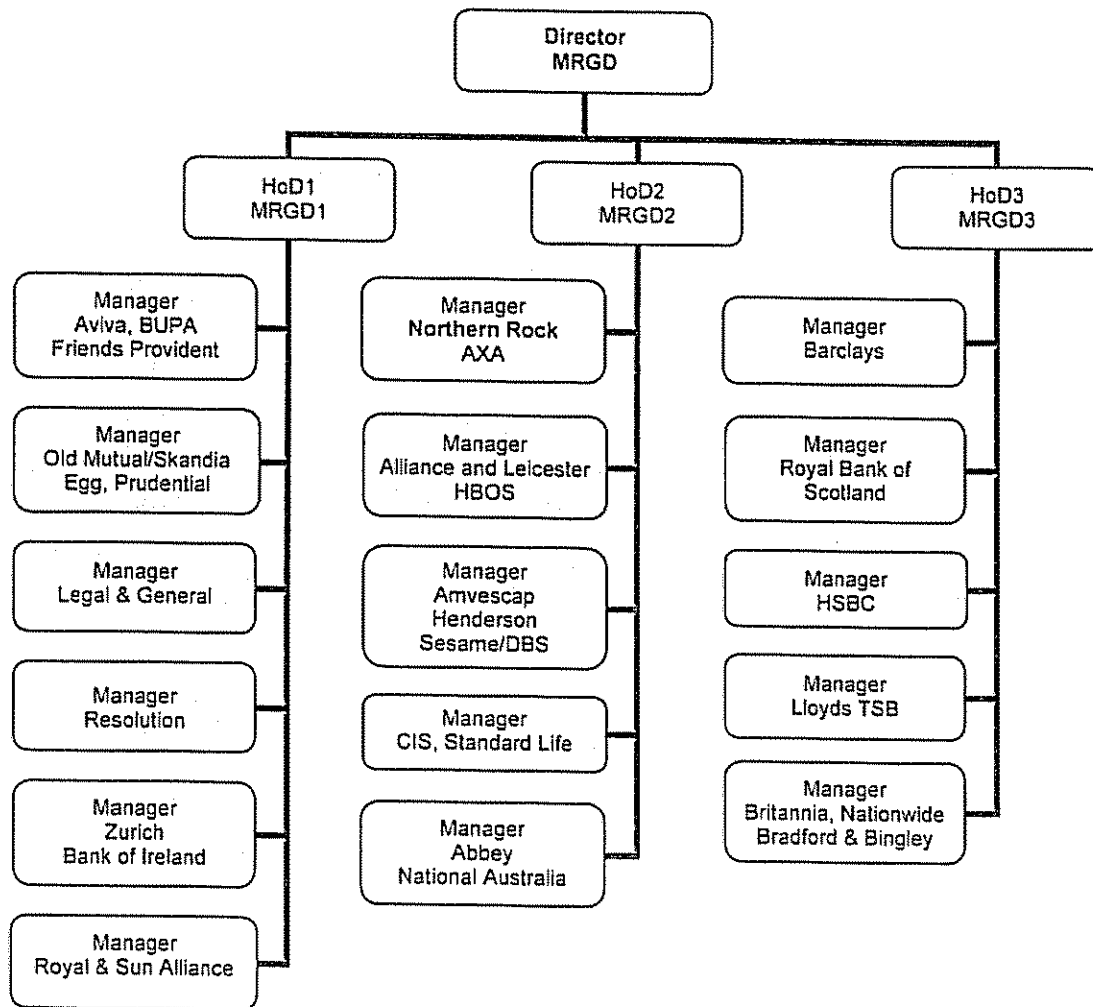 Director
MRGD
HoD1
MRGD1
HoD2
MRGD2
HoD3
MRGD3
Manager
Aviva, BUPA
Friends Provident
Manager
Old Mutual/Skandia
Egg, Prudential
Manager
Legal & General
Manager
Resolution
Manager
Zurich
Bank of Ireland
Manager
Royal & Sun Alliance
Manager
Northern Rock
AXA
Manager
Alliance and Leicester
HBOS
Manager
Amvescap
Henderson
Sesame/DBS
Manager
CIS, Standard Life
Manager
Abbey
National Australia
Manager
Barclays
Manager
Royal Bank of
Scotland
Manager
HSBC
Manager
Lloyds TSB
Manager
Britannia, Nationwide
Bradford & Bingley